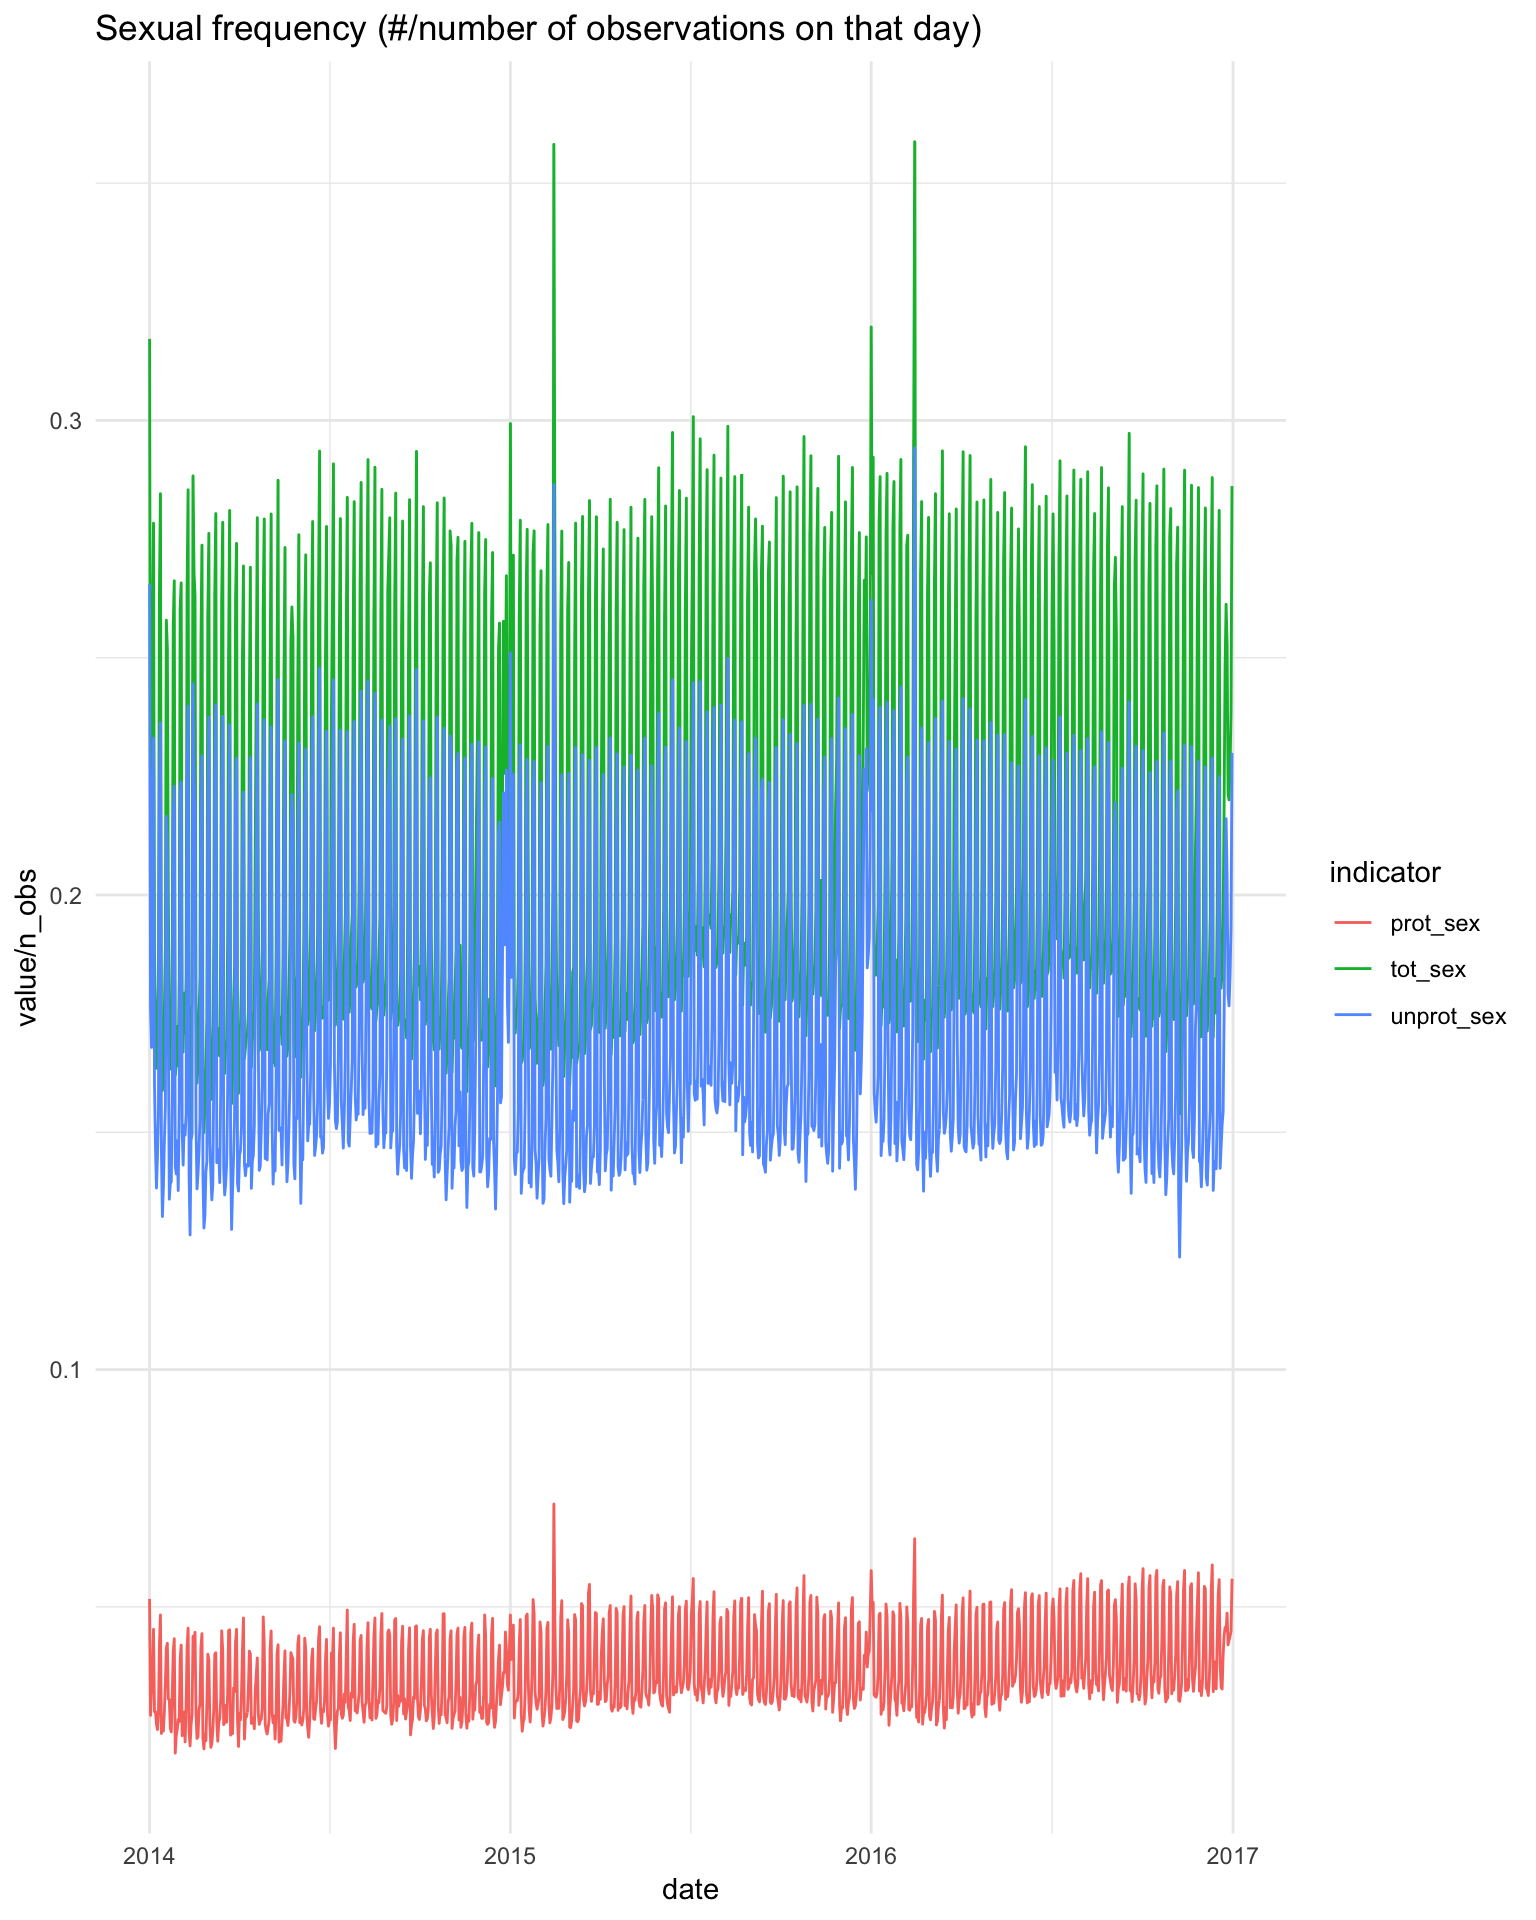 Sexual frequency (#/number of observations on that day)
0.3
0.2
0.1
value/n_obs
2014
2015
2016
2017
date
indicator
prot_sex
tot_sex
unprot_sex